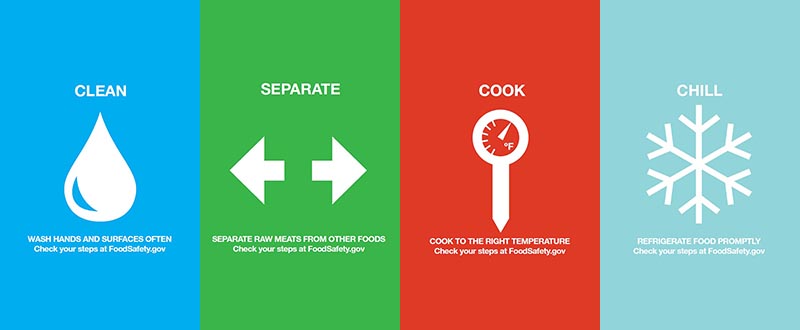 CLEAN
WASH HANDS AND SURFACES OFTEN
Check your steps at FoodSafety.gov
SEPARATE
SEPARATE RAW MEATS FROM OTHER FOODS
Check your steps at FoodSafety.gov
COOK
°F
COOK TO THE RIGHT TEMPERATURE
Check your steps at FoodSafety.gov
CHILL
REFRIGERATE FOOD PROMPTLY
Check your steps at FoodSafety.gov